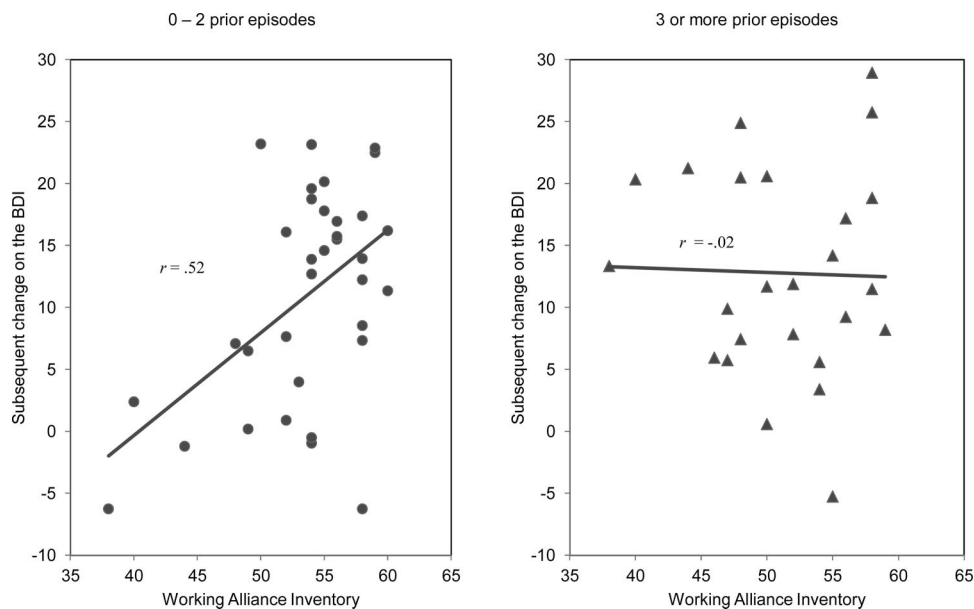 0 – 2 prior episodes
30
25
20
15
10
5
0
-5
-10
Subsequent change on the BDI
r = .52
35 40 45 50 55 60 65
Working Alliance Inventory
3 or more prior episodes
30
25
20
15
10
5
0
-5
-10
Subsequent change on the BDI
r = -.02
35 40 45 50 55 60 65
Working Alliance Inventory